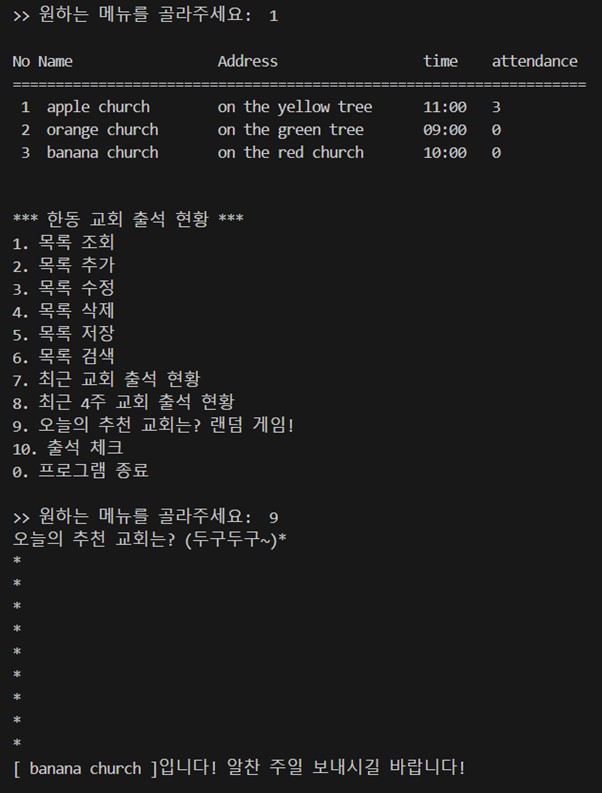 >> 원하는 메뉴를 골라주세요:  1
No Name                 Address                 time    attendance
===================================================================
 1  apple church        on the yellow tree      11:00   3
 2  orange church       on the green tree       09:00   0
 3  banana church       on the red church       10:00   0
*** 한동 교회 출석 현황 ***
1. 목록 조회
2. 목록 추가
3. 목록 수정
4. 목록 삭제
5. 목록 저장
6. 목록 검색
7. 최근 교회 출석 현황
8. 최근 4주 교회 출석 현황
9. 오늘의 추천 교회는? 랜덤 게임!
10. 출석 체크
0. 프로그램 종료
>> 원하는 메뉴를 골라주세요:  9
오늘의 추천 교회는? (두구두구~)*
*
*
*
*
*
*
*
*
*
[ banana church ]입니다! 알찬 주일 보내시길 바랍니다!